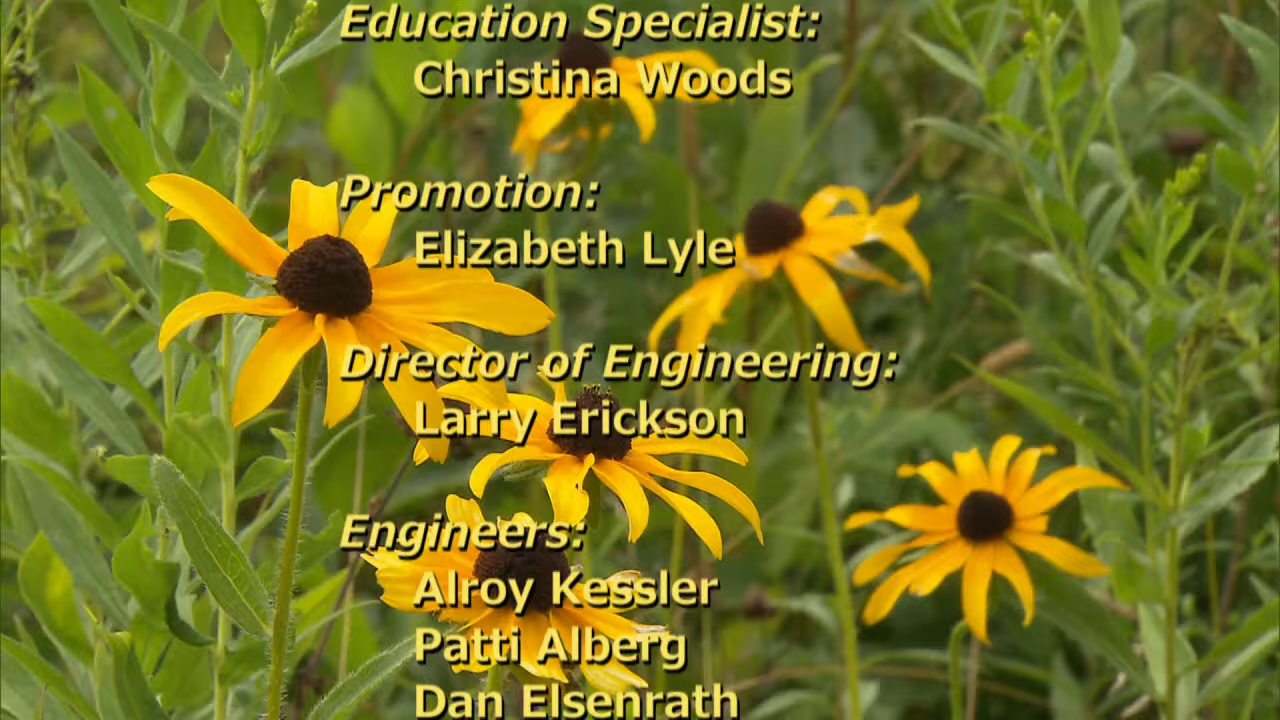 Education Specialist:
Christina Woods
Promotion:
Elizabeth Lyle
Director of Engineering:
Larry Erickson
Engineers:
Alroy Kessler
Patti Alberg
Dan Elsenrath